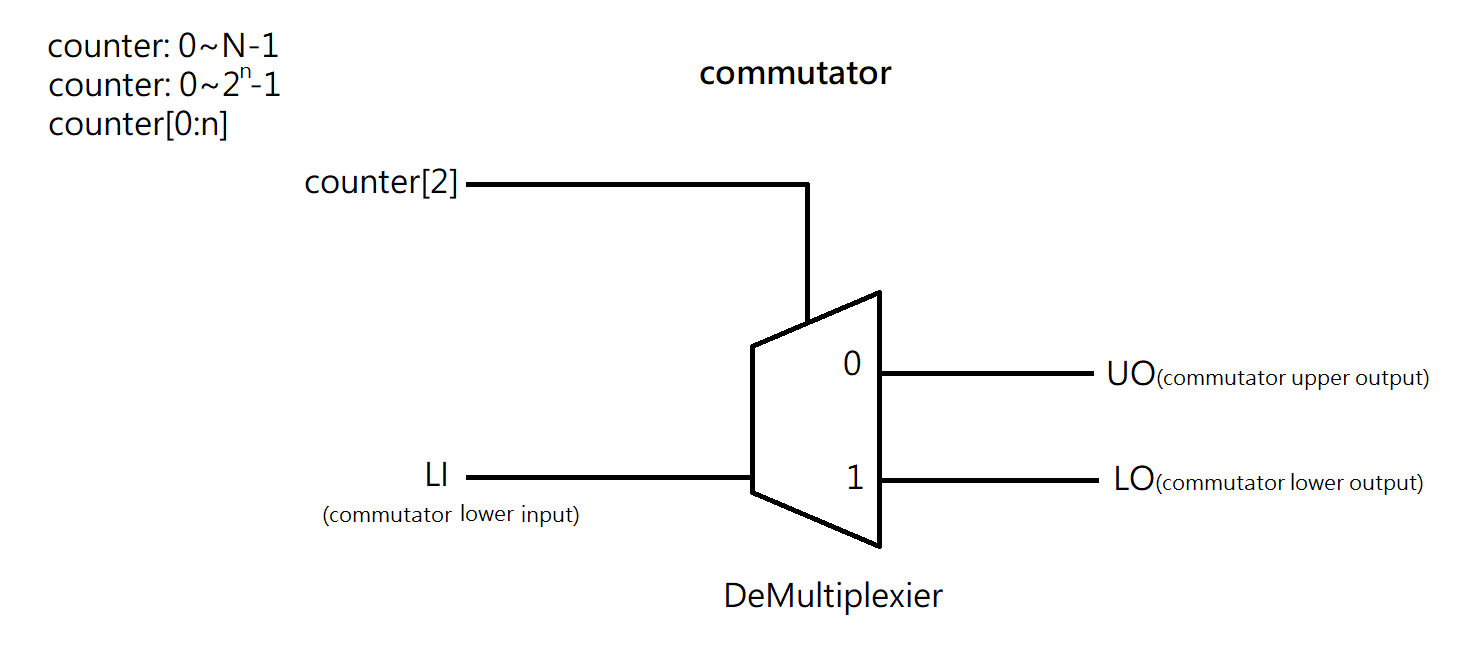 counter: 0~N-1
counter: 0~2ⁿ-1
counter[0:n]
commutator
counter[2]
0
UO(commutator upper output)
LI
(commutator lower input)
1
LO(commutator lower output)
DeMultiplexier